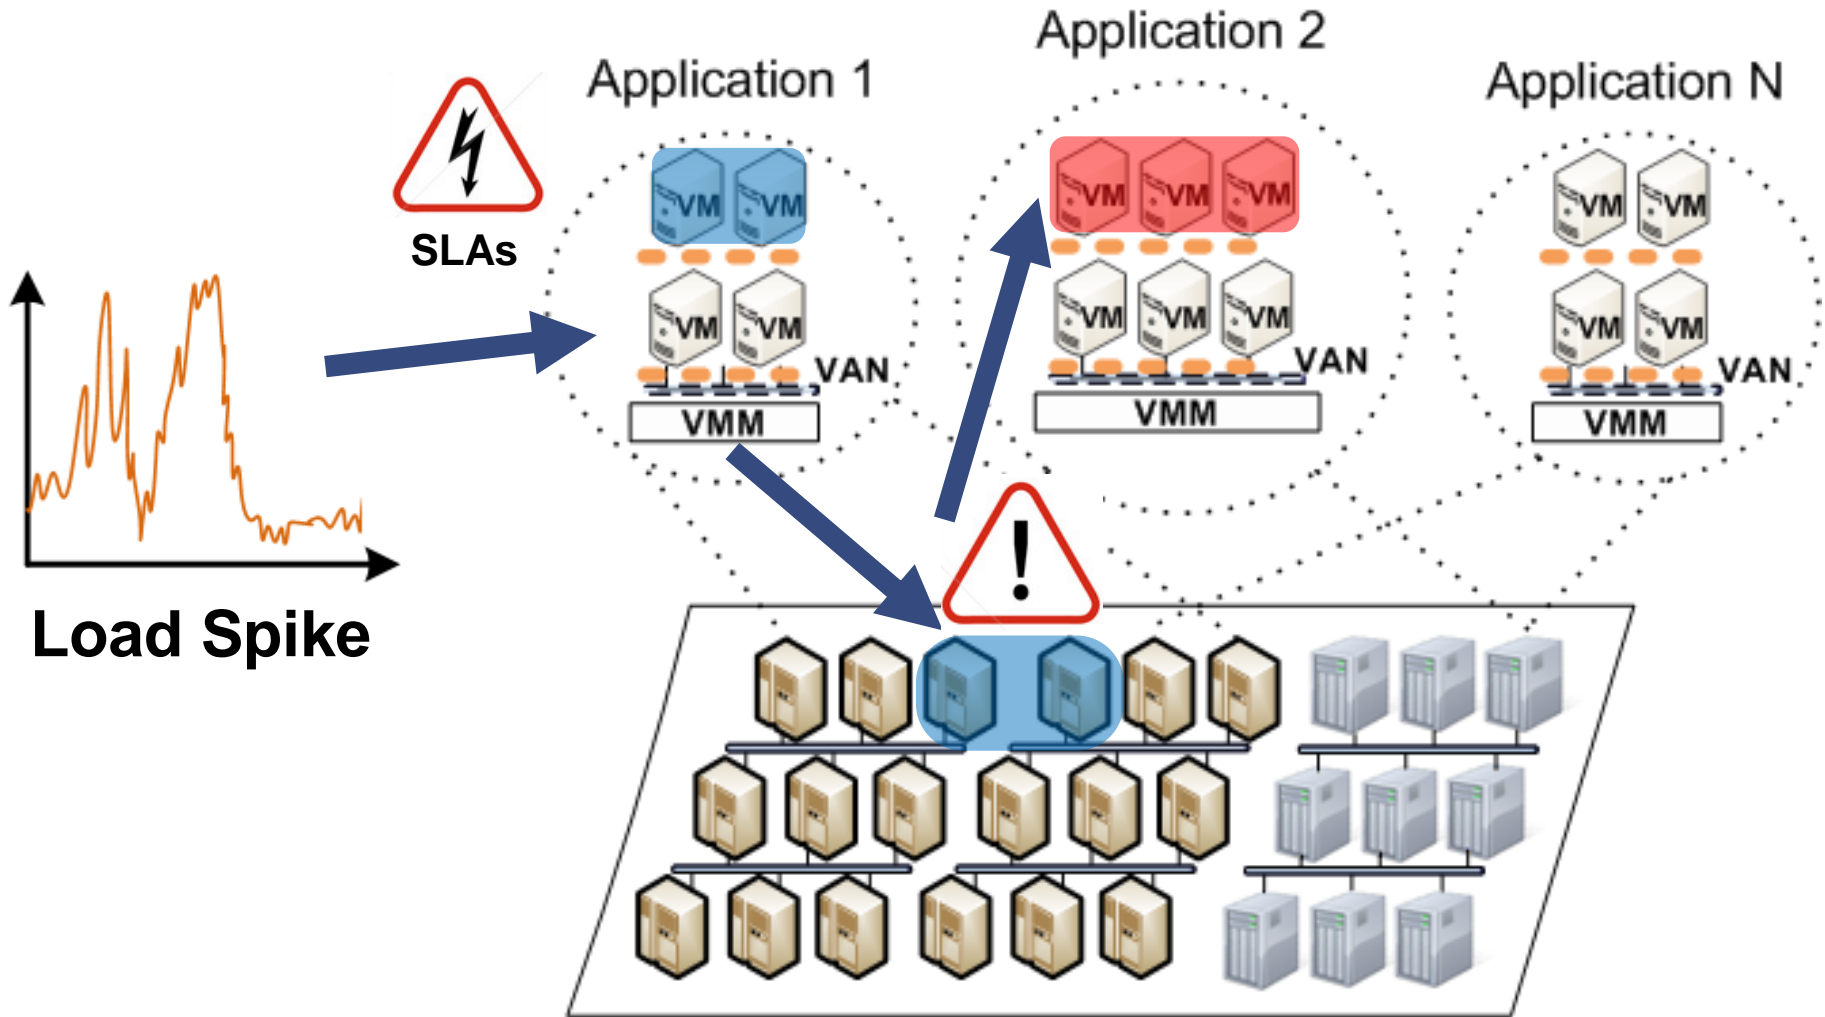 Application 1
Application 2
Application N
SLAs
VM VM
VM VM VM
VM VM
VM VM
VM VM VM
VM VM
VAN
VAN
VAN
VMM
VMM
VMM
!
Load Spike